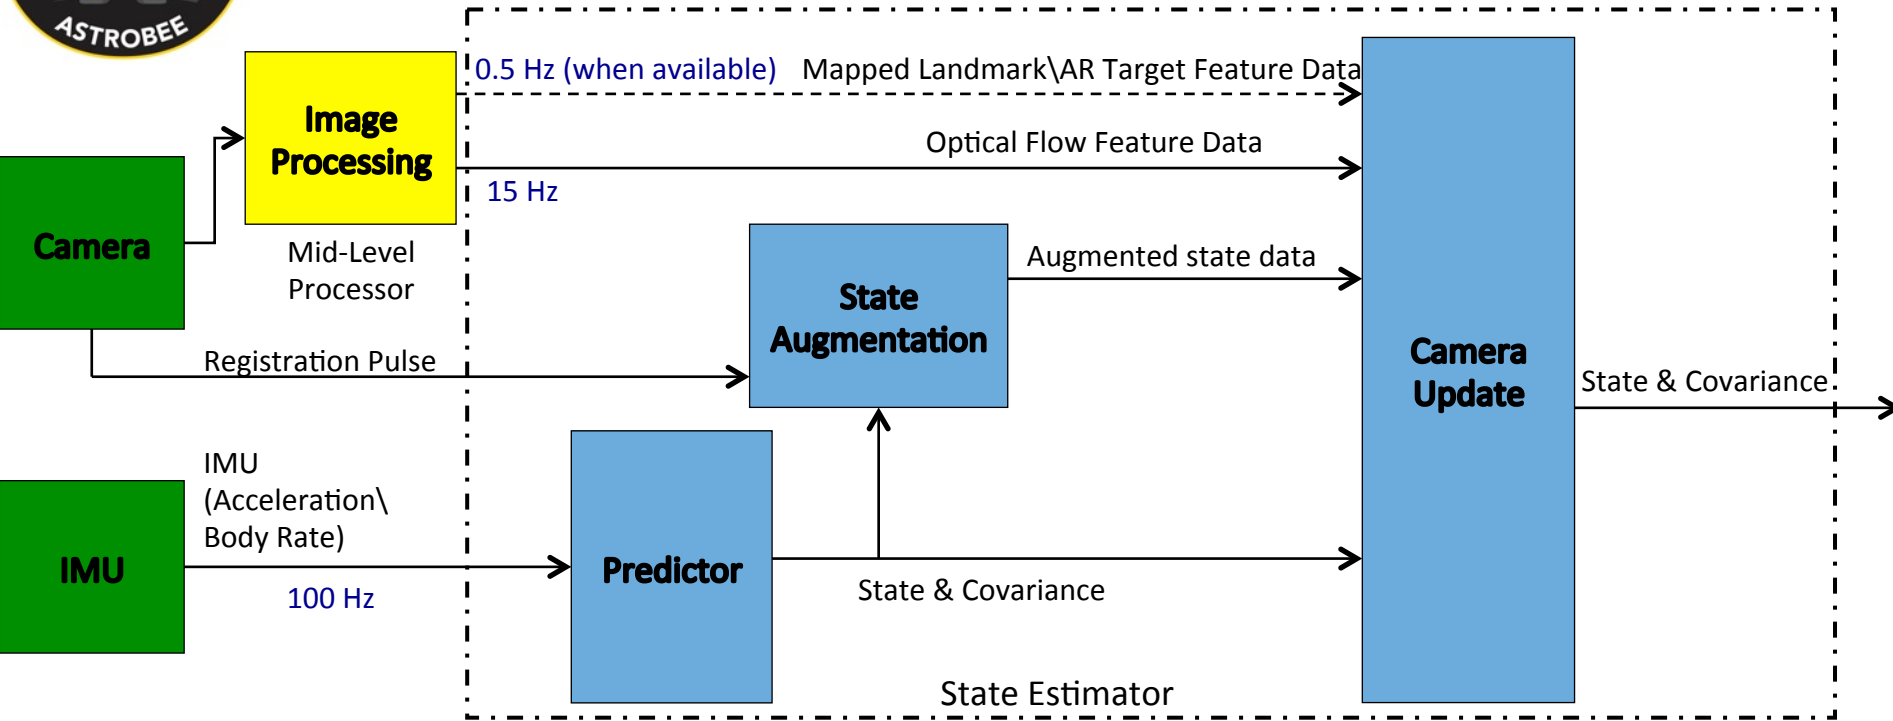 ASTROBEE
0.5 Hz (when available) Mapped Landmark\AR Target Feature Data
Image
Processing
Optical Flow Feature Data
15 Hz
Camera
Mid-Level
Processor
Augmented state data
State
Augmentation
Registration Pulse
Camera
Update
State & Covariance
IMU
(Acceleration\
Body Rate)
IMU
100 Hz
Predictor
State & Covariance
State Estimator